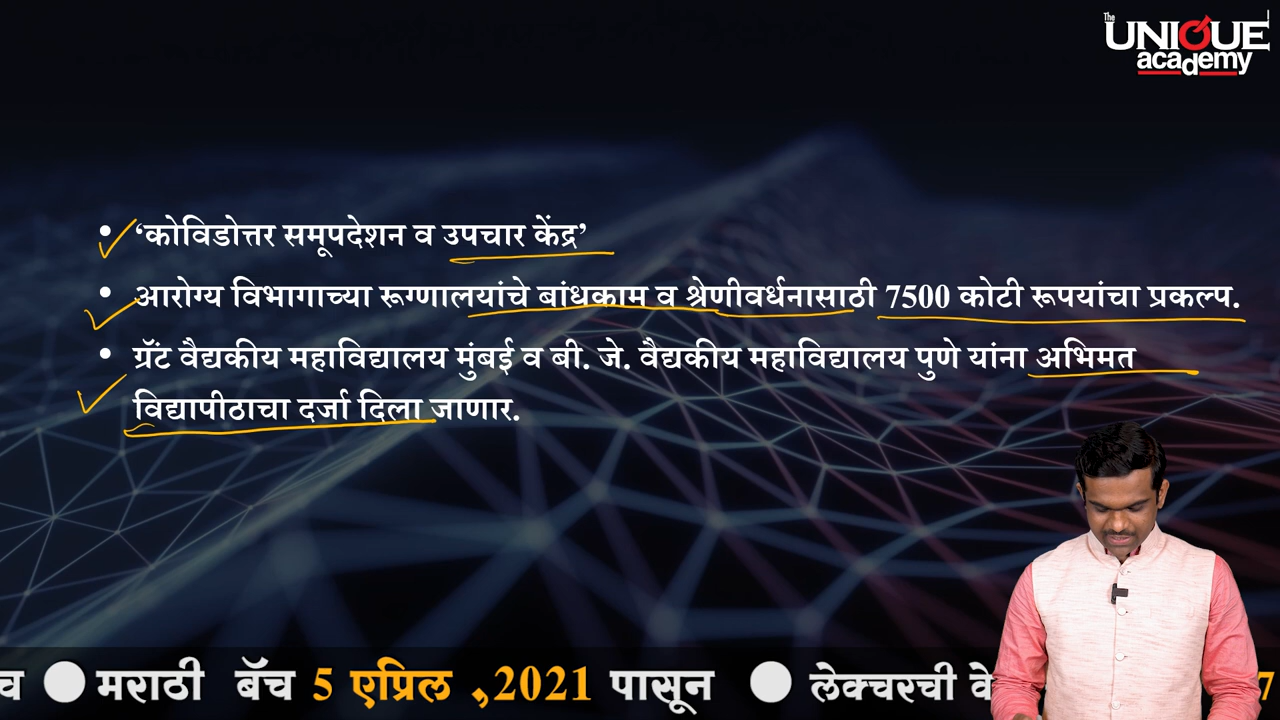 The
UNIQUE
academy
‘कोविडोत्तर समूपदेशन व उपचार केंद्र’
आरोग्य विभागाच्या रूग्णालयांचे बांधकाम व श्रेणीवर्धनासाठी 7500 कोटी रूपयांचा प्रकल्प.
ग्रॅंट वैद्यकीय महाविद्यालय मुंबई व बी. जे. वैद्यकीय महाविद्यालय पुणे यांना अभिमत
विद्यापीठाचा दर्जा दिला जाणार.
च मराठी बॅच 5 एप्रिल ,2021 पासून लेक्चरची 7